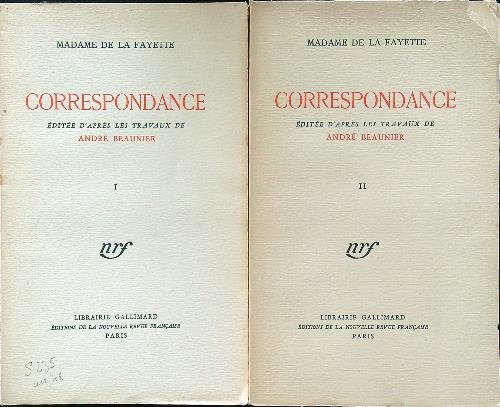 MADAME DE LA FAYETTE
CORRESPONDANCE
ÉDITÉE D'APRÈS LES TRAVAUX DE
ANDRÉ BEAUNIER
I
nrf
LIBRAIRIE GALLIMARD
ÉDITIONS DE LA NOUVELLE REVUE FRANÇAISE
PARIS
MADAME DE LA FAYETTE
CORRESPONDANCE
ÉDITÉE D'APRÈS LES TRAVAUX DE
ANDRÉ BEAUNIER
II
nrf
LIBRAIRIE GALLIMARD
ÉDITIONS DE LA NOUVELLE REVUE FRANÇAISE
PARIS